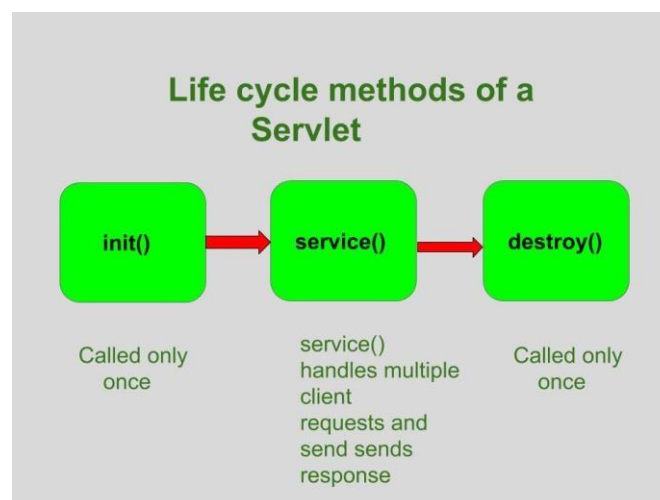 Life cycle methods of a
Servlet
init()
service()
destroy()
Called only
once
service()
handles multiple
client
requests and
send sends
response
Called only
once